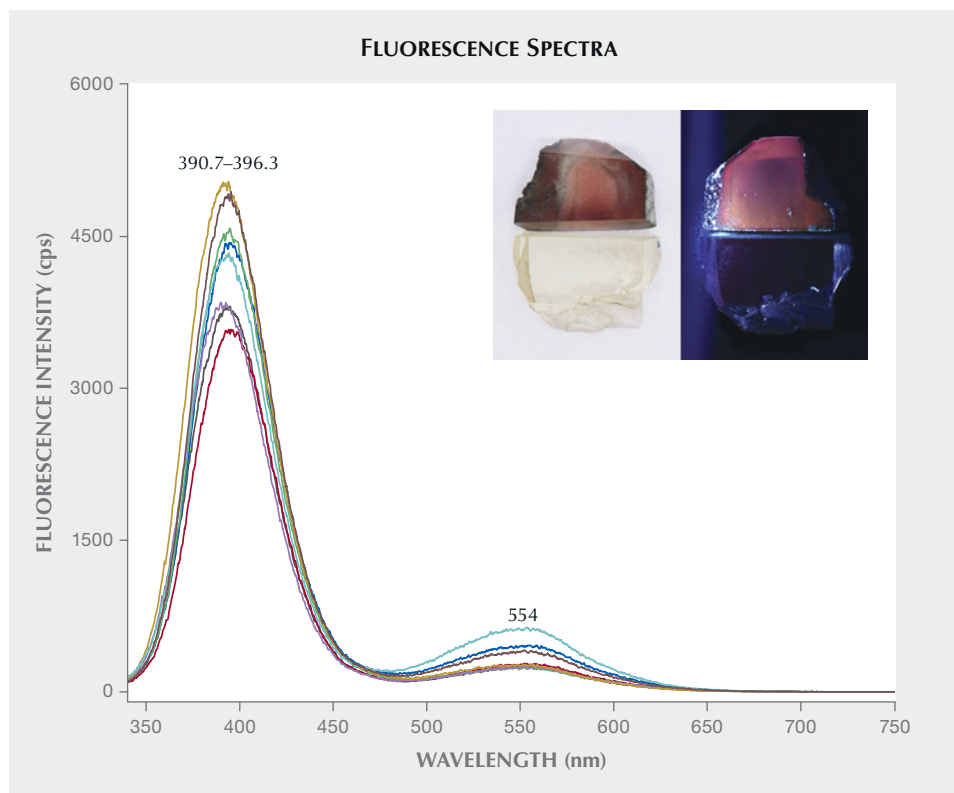 FLUORESCENCE SPECTRA
FLUORESCENCE INTENSITY (cps)
6000
4500
3000
1500
0
390.7–396.3
554
350 400 450 500 550 600 650 700 750
WAVELENGTH (nm)